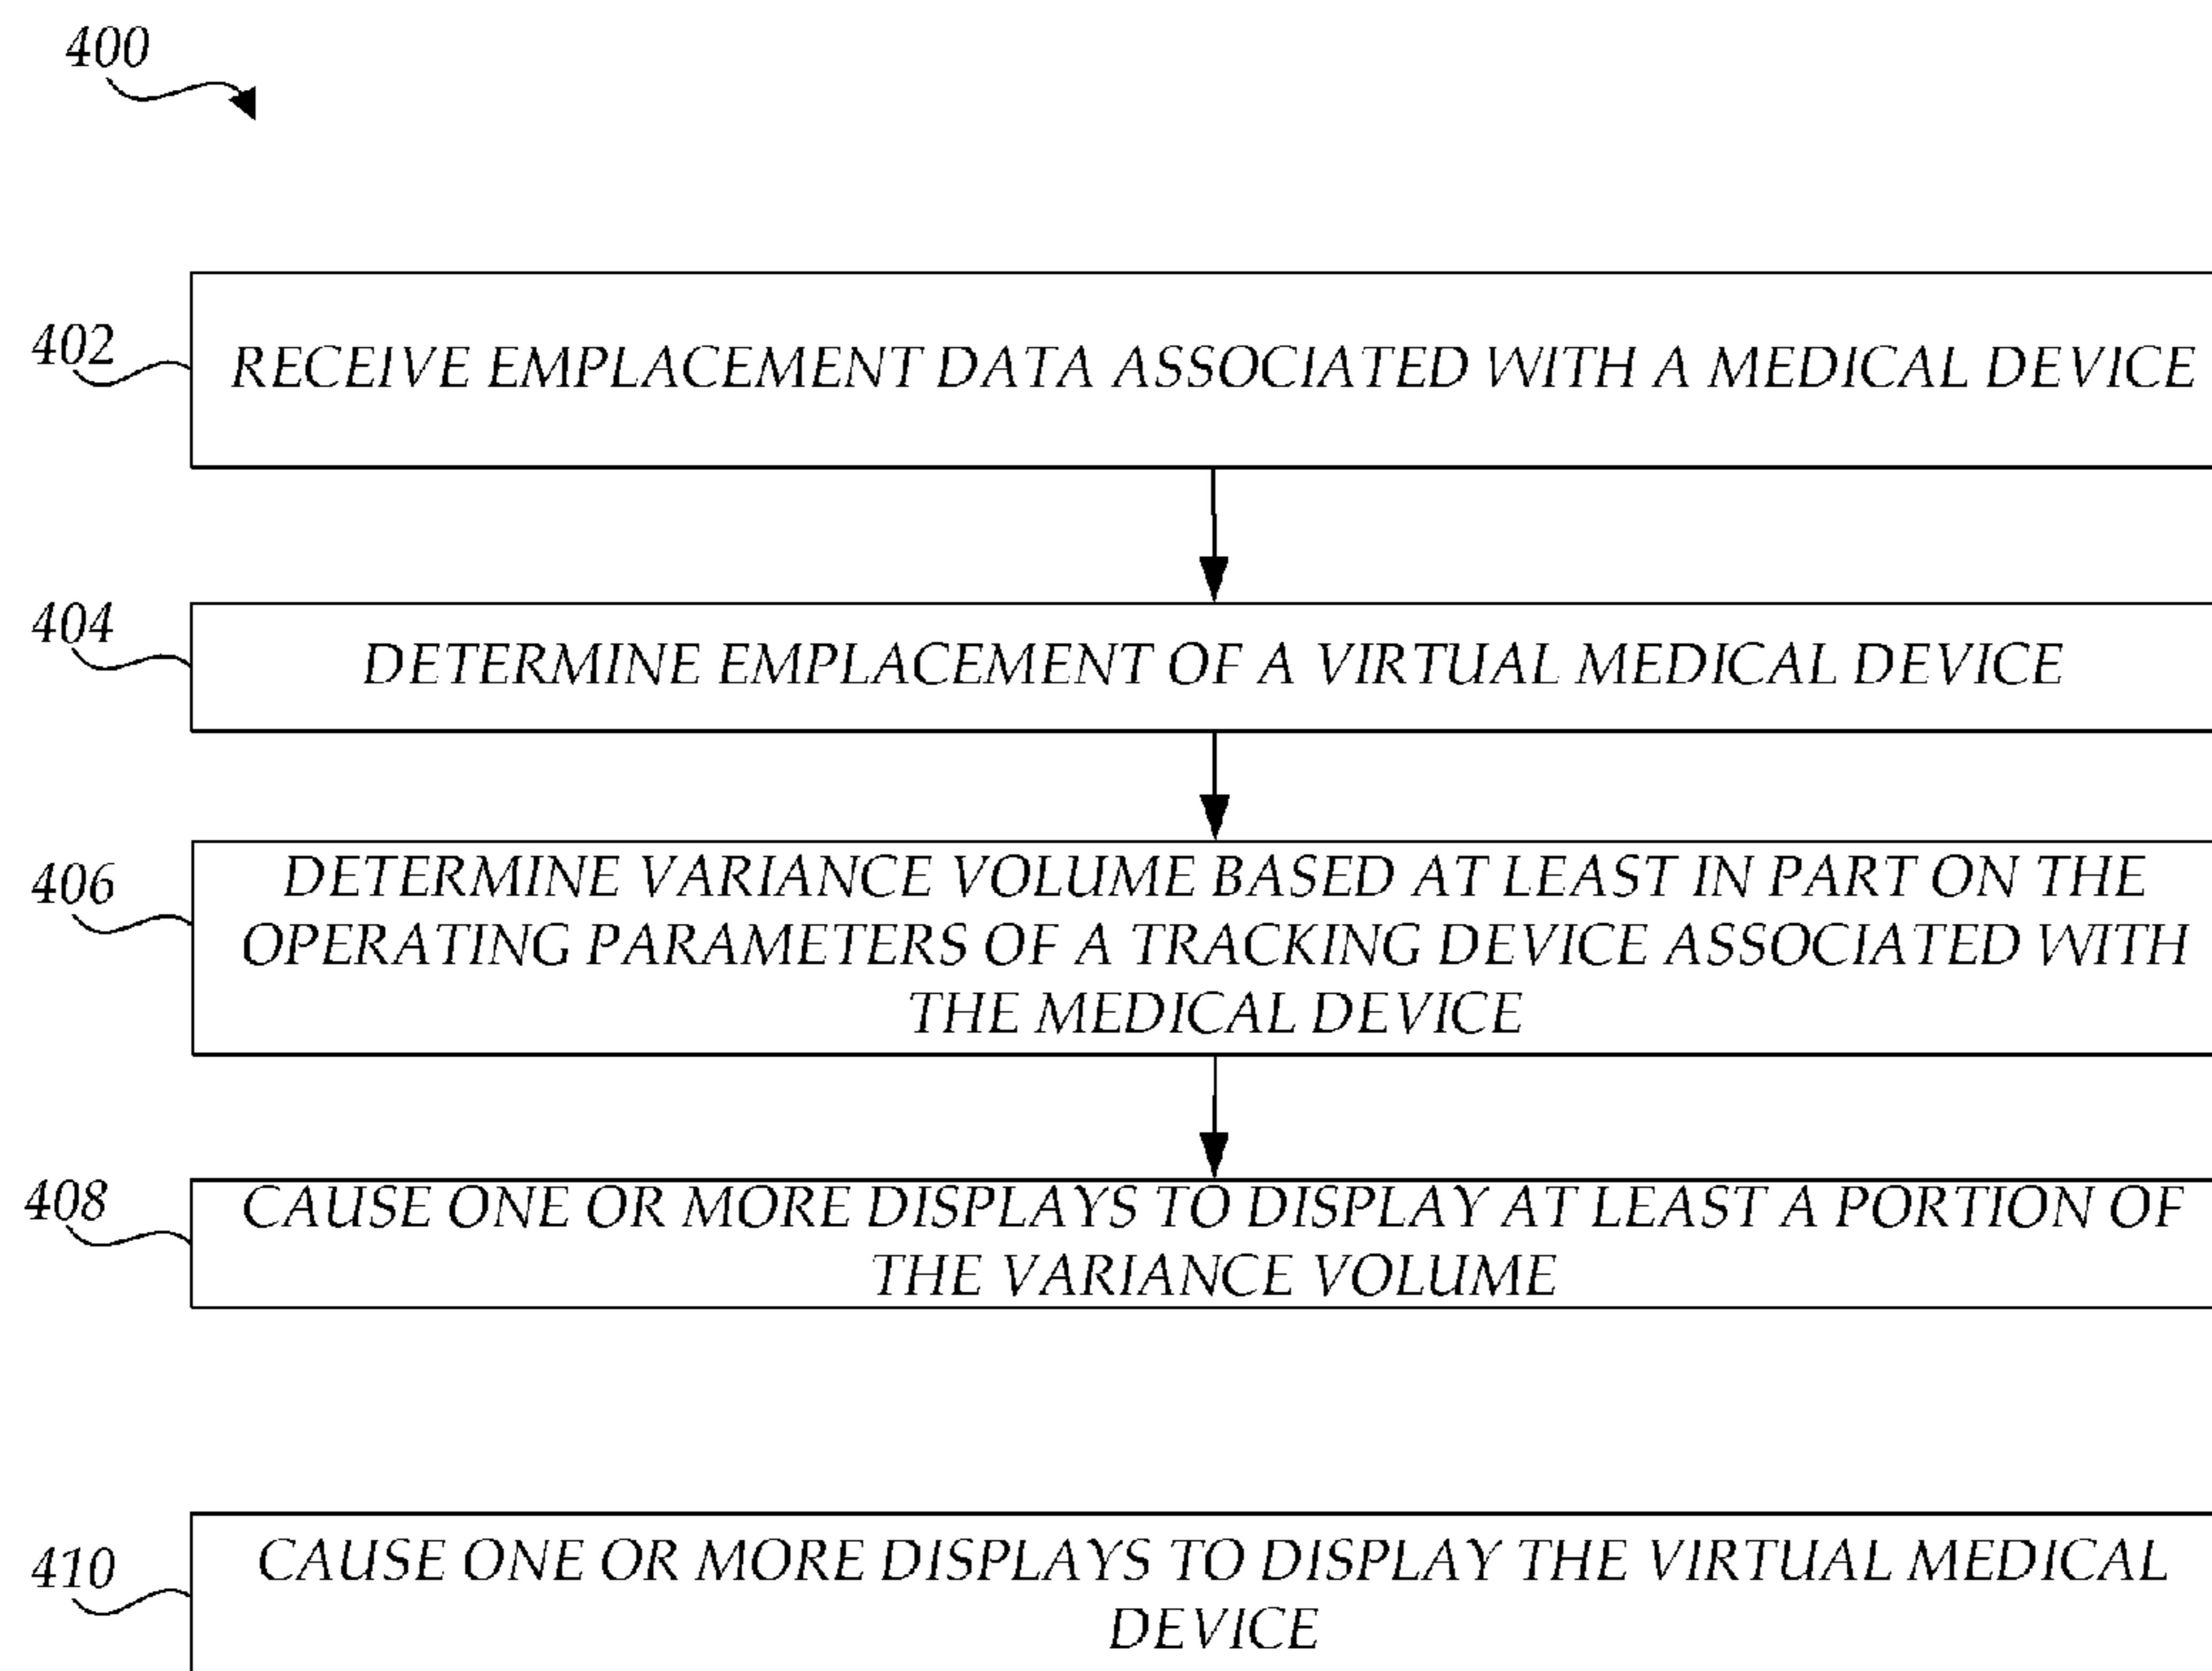 400
402
RECEIVE EMPLACEMENT DATA ASSOCIATED WITH A MEDICAL DEVICE
404
DETERMINE EMPLACEMENT OF A VIRTUAL MEDICAL DEVICE
406
DETERMINE VARIANCE VOLUME BASED AT LEAST IN PART ON THE
OPERATING PARAMETERS OF A TRACKING DEVICE ASSOCIATED WITH
THE MEDICAL DEVICE
408
CAUSE ONE OR MORE DISPLAYS TO DISPLAY AT LEAST A PORTION OF
THE VARIANCE VOLUME
410
CAUSE ONE OR MORE DISPLAYS TO DISPLAY THE VIRTUAL MEDICAL
DEVICE